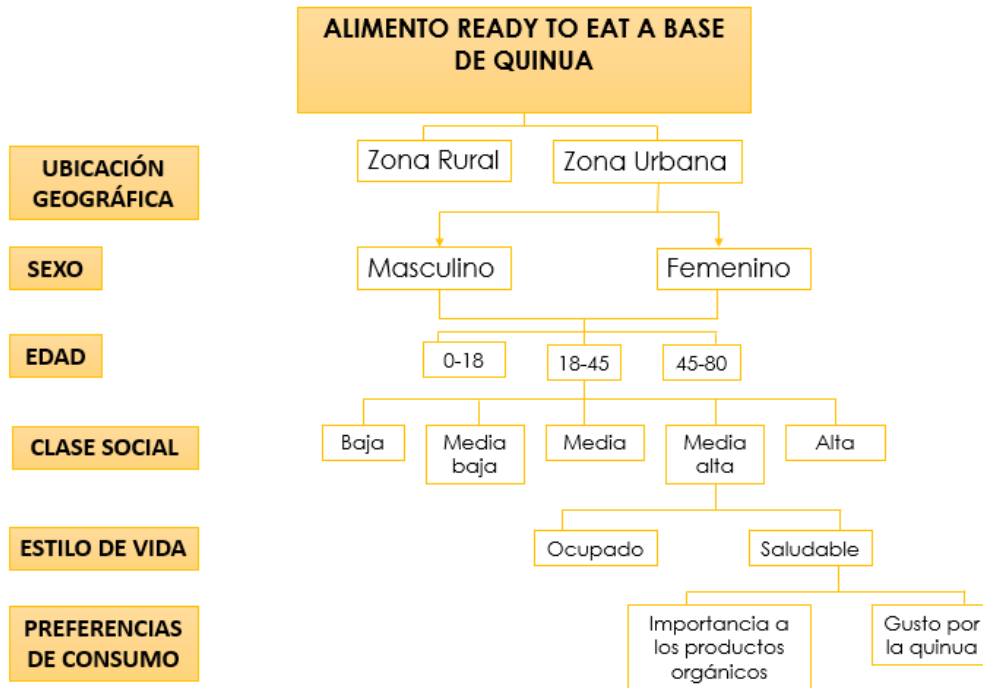 ALIMENTO READY TO EAT A BASE
DE QUINUA
UBICACIÓN
GEOGRÁFICA
Zona Rural
Zona Urbana
SEXO
Masculino
Femenino
EDAD
0-18
18-45
45-80
CLASE SOCIAL
Baja
Media
baja
Media
Media
alta
Alta
ESTILO DE VIDA
Ocupado
Saludable
PREFERENCIAS
DE CONSUMO
Importancia a
los productos
orgánicos
Gusto por
la quinua